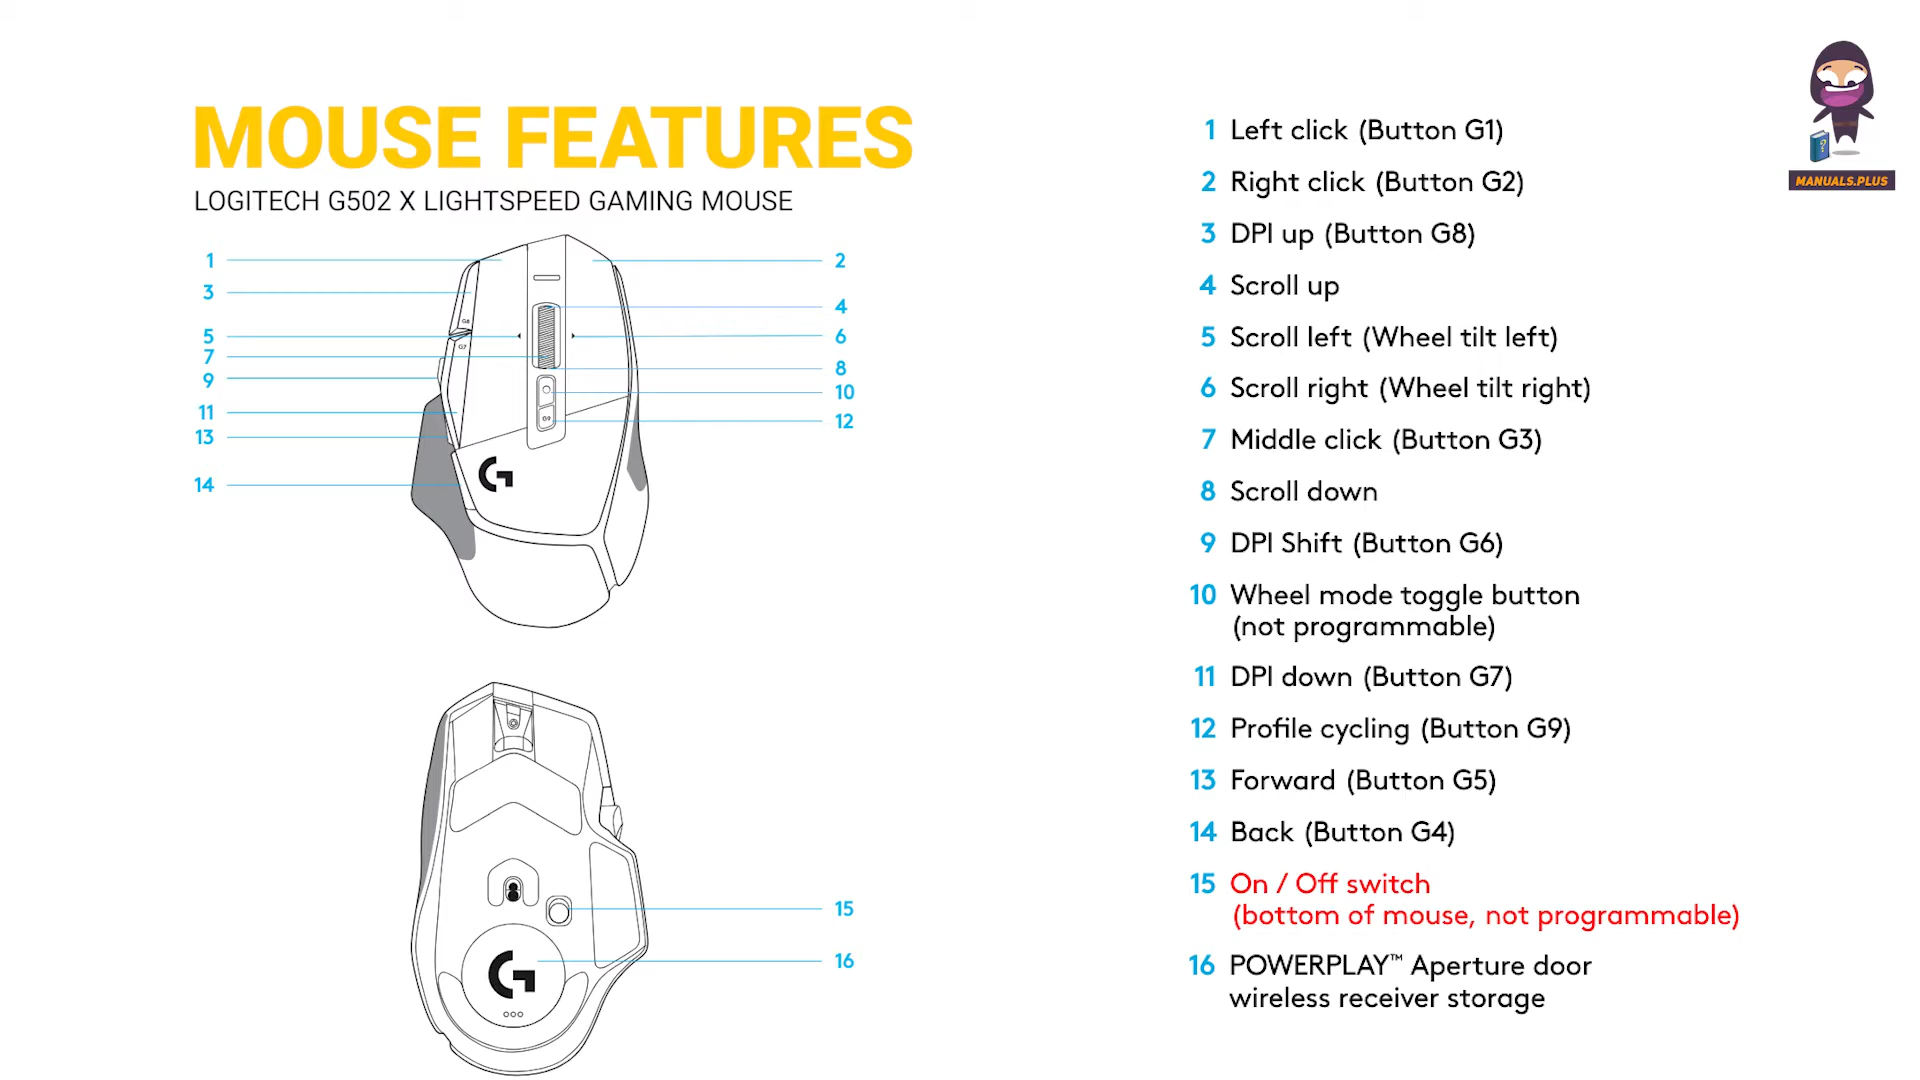 MOUSE FEATURES
LOGITECH G502 X LIGHTSPEED GAMING MOUSE
1
2
3
4
5
6
7
8
9
10
11
12
13
14
G8
G7
G9
15
16
1 Left click (Button G1)
2 Right click (Button G2)
3 DPI up (Button G8)
4 Scroll up
5 Scroll left (Wheel tilt left)
6 Scroll right (Wheel tilt right)
7 Middle click (Button G3)
8 Scroll down
9 DPI Shift (Button G6)
10 Wheel mode toggle button
(not programmable)
11 DPI down (Button G7)
12 Profile cycling (Button G9)
13 Forward (Button G5)
14 Back (Button G4)
15 On / Off switch
(bottom of mouse, not programmable)
16 POWERPLAY™ Aperture door
wireless receiver storage
?
MANUALS.PLUS